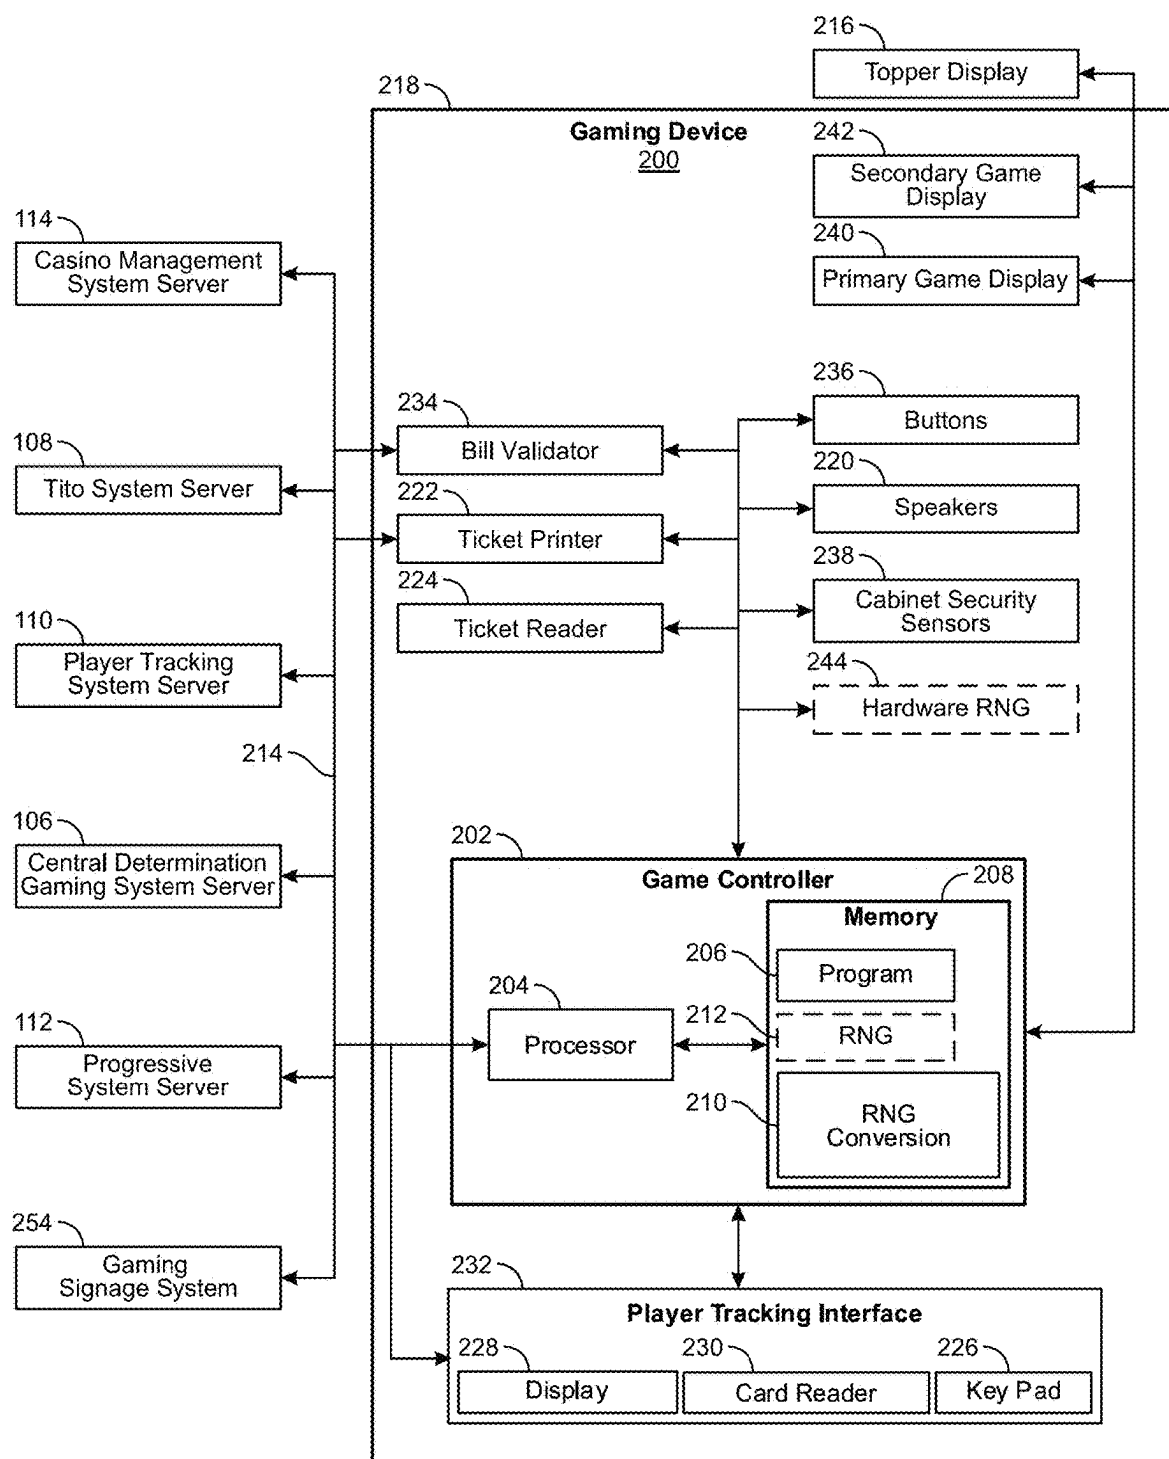 216
Topper Display
218
Gaming Device
200
242
Secondary Game
Display
240
Primary Game Display
114
Casino Management
System Server
108
Tito System Server
110
Player Tracking
System Server
214
106
Central Determination
Gaming System Server
112
Progressive
System Server
254
Gaming
Signage System
234
Bill Validator
222
Ticket Printer
224
Ticket Reader
236
Buttons
220
Speakers
238
Cabinet Security
Sensors
244
Hardware RNG
202
Game Controller
208
Memory
206
Program
204
Processor
212
RNG
210
RNG
Conversion
232
Player Tracking Interface
228
Display
230
Card Reader
226
Key Pad